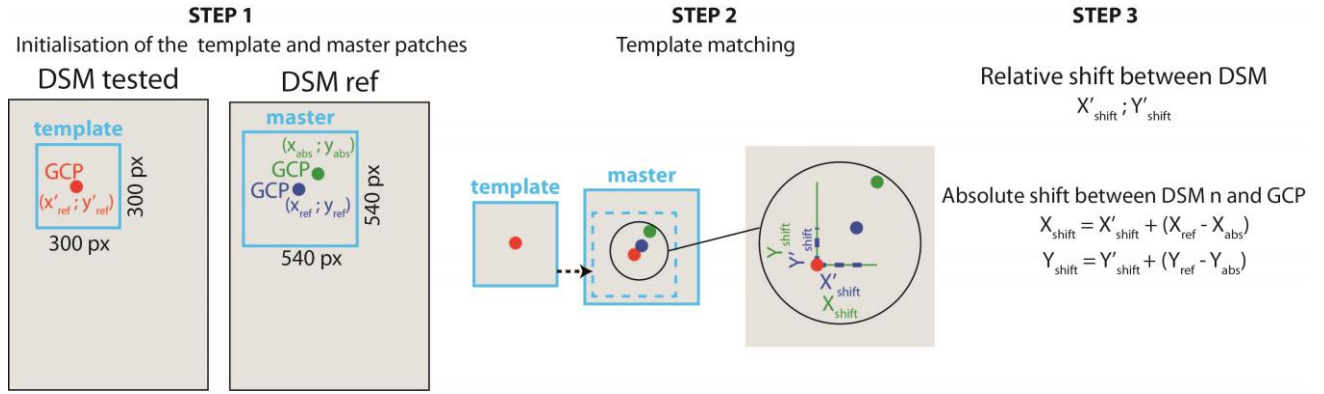 STEP 1
Initialisation of the template and master patches
DSM tested
template
GCP
(x'ref ; y'ref)
300 px
300 px
DSM ref
master
(xabs ; yabs)
GCP
GCP
(xref ; yref)
540 px
540 px
STEP 2
Template matching
template
master
Yshift
Y'shift
X'shift
Xshift
STEP 3
Relative shift between DSM
X'shift ; Y'shift
Absolute shift between DSM n and GCP
Xshift = X'shift + (Xref - Xabs)
Yshift = Y'shift + (Yref - Yabs)